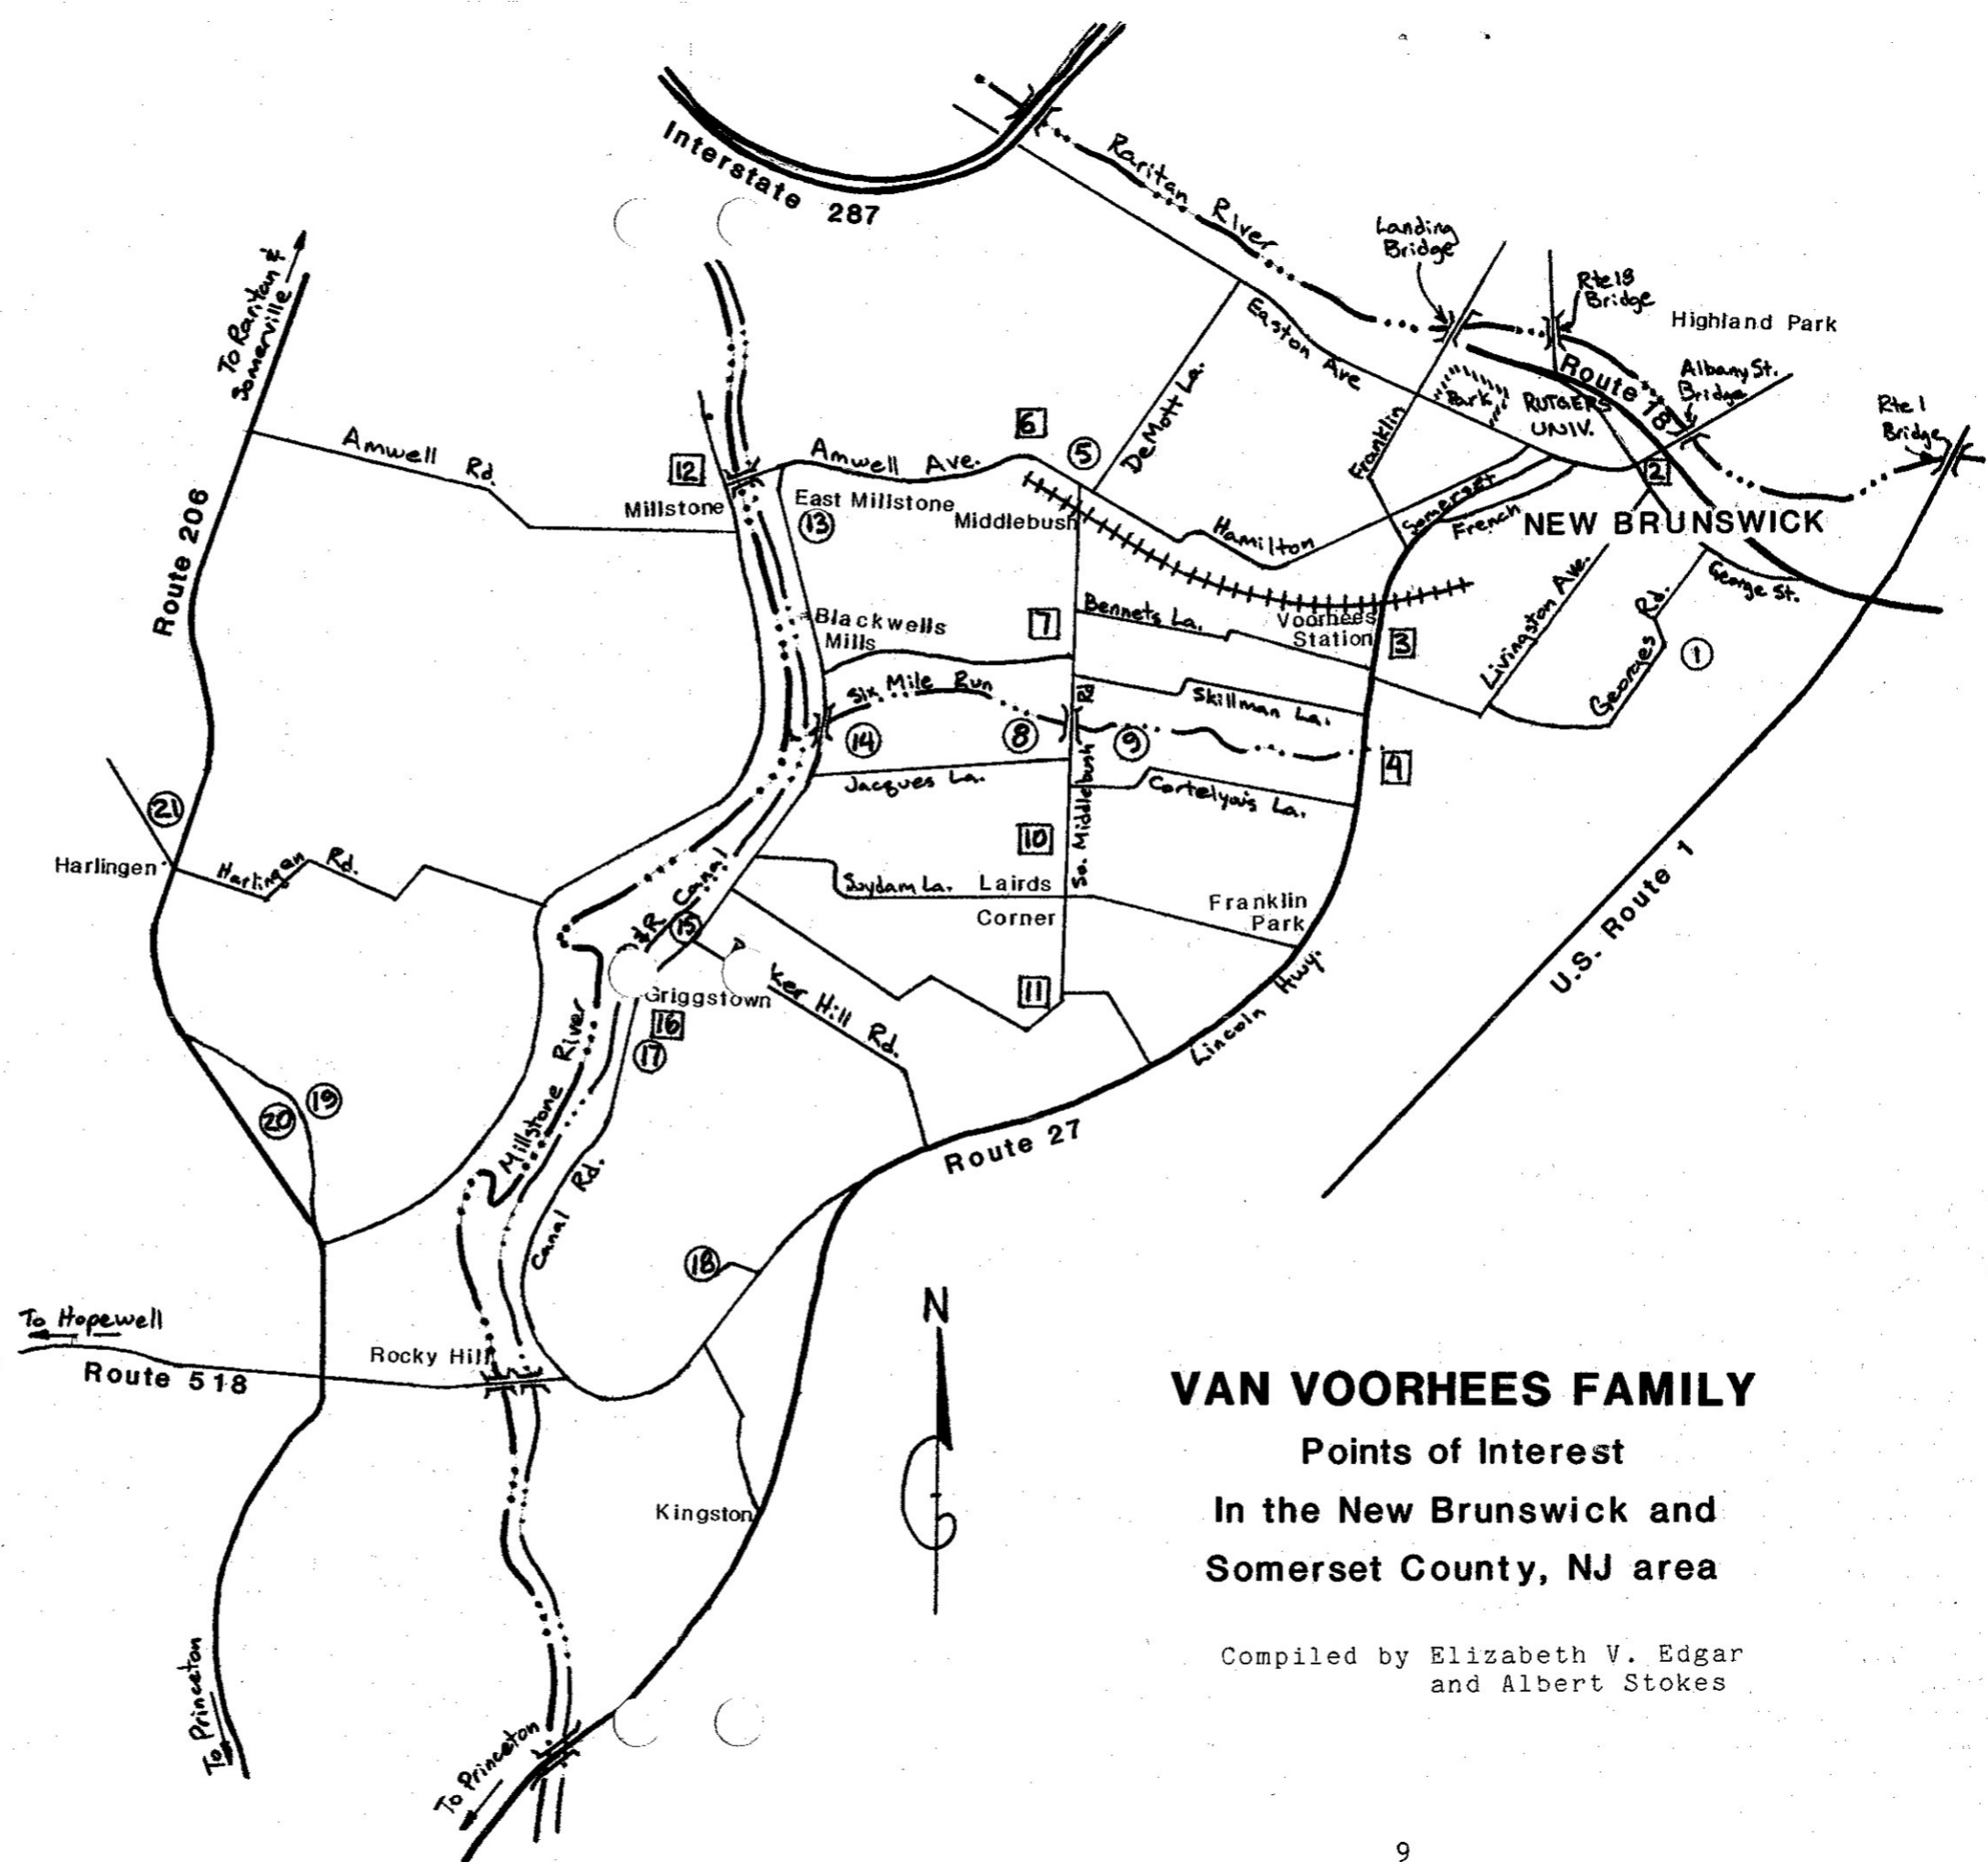 Interstate 287
Raritan River
Landing
Bridge
Rte 18
Bridge
Highland Park
To Raritan &
Somerville
Easton Ave
Route 18
Albany St.
Bridge
Rte 1
Bridge
DeMott La.
Park
RUTGERS
UNIV.
Franklin
6
5
Amwell Rd.
12
Amwell Ave.
2
Millstone
East Millstone
13
Middlebush
Hamilton
Somerset
French
NEW BRUNSWICK
Route 206
Livingston Ave.
Georges Rd.
George St.
Blackwells
Mills
7
Bennets La.
Voorhees
Station
3
1
Six Mile Run
Skillman La.
14
8
9
So. Middlebush Rd
4
Jacques La.
Cortelyous La.
21
Harlingen
Harlingen Rd.
10
&R Canal
Suydam La.
Lairds
Corner
Franklin
Park
U.S. Route 1
15
ker Hill Rd.
11
Griggstown
16
17
Lincoln Hwy.
Millstone River
19
20
Route 27
Canal Rd.
18
N
To Hopewell
Route 518
Rocky Hill
Kingston
To Princeton
To Princeton
VAN VOORHEES FAMILY
Points of Interest
In the New Brunswick and
Somerset County, NJ area
Compiled by Elizabeth V. Edgar
and Albert Stokes
9